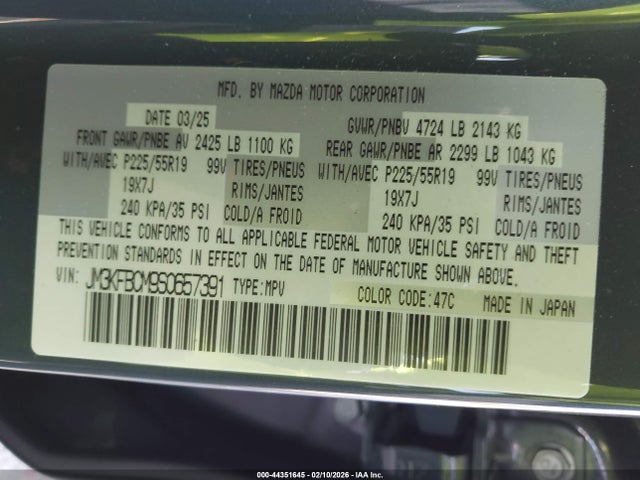 MFD. BY MAZDA MOTOR CORPORATION
DATE 03/25 GVWR/PNBV 4724 LB 2143 KG
FRONT GAWR/PNBE AV 2425 LB 1100 KG REAR GAWR/PNBE AR 2299 LB 1043 KG
WITH/AVEC P225/55R19 99V TIRES/PNEUS WITH/AVEC P225/55R19 99V TIRES/PNEUS
19X7J RIMS/JANTES 19X7J RIMS/JANTES
240 KPA/35 PSI COLD/A FROID 240 KPA/35 PSI COLD/A FROID
THIS VEHICLE CONFORMS TO ALL APPLICABLE FEDERAL MOTOR VEHICLE SAFETY AND THEFT
PREVENTION STANDARDS IN EFFECT ON THE DATE OF MANUFACTURE SHOWN ABOVE.
VIN: JM3KFBCM9S0657391 TYPE:MPV COLOR CODE:47C MADE IN JAPAN
000-44351645 - 02/10/2026 - IAA Inc.